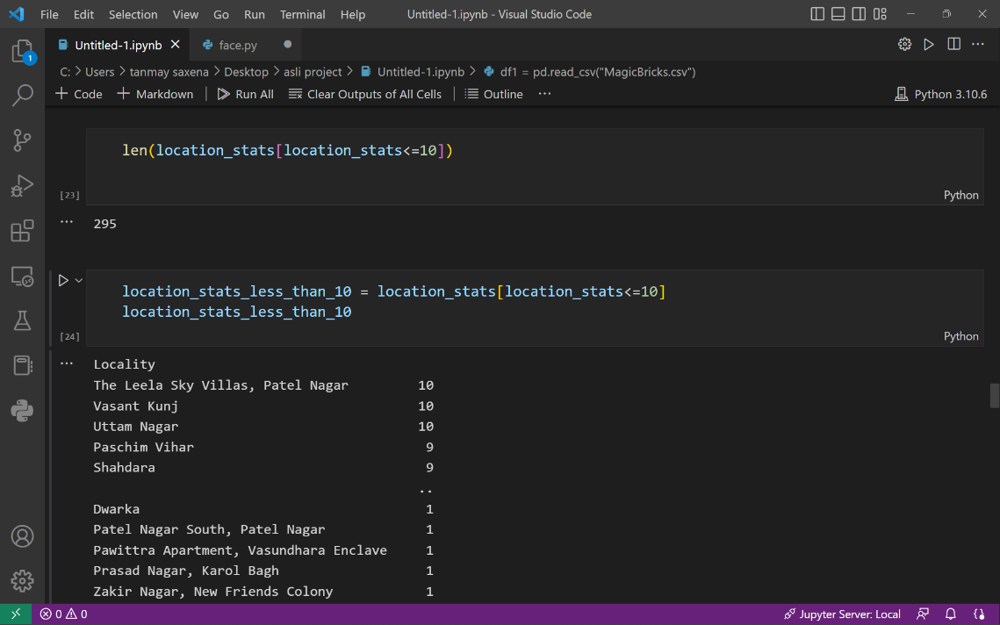 File Edit Selection View Go Run Terminal Help Untitled-1.ipynb - Visual Studio Code
Untitled-1.ipynb face.py
C: > Users > tanmay saxena > Desktop > asli project > Untitled-1.ipynb > df1 = pd.read_csv("MagicBricks.csv")
+ Code + Markdown | Run All Clear Outputs of All Cells | Outline ... Python 3.10.6
1
len(location_stats[location_stats<=10])
[23] Python
... 295
location_stats_less_than_10 = location_stats[location_stats<=10]
location_stats_less_than_10
[24] Python
... Locality
The Leela Sky Villas, Patel Nagar 10
Vasant Kunj 10
Uttam Nagar 10
Paschim Vihar 9
Shahdara 9
..
Dwarka 1
Patel Nagar South, Patel Nagar 1
Pawittra Apartment, Vasundhara Enclave 1
Prasad Nagar, Karol Bagh 1
Zakir Nagar, New Friends Colony 1
0 0 Jupyter Server: Local